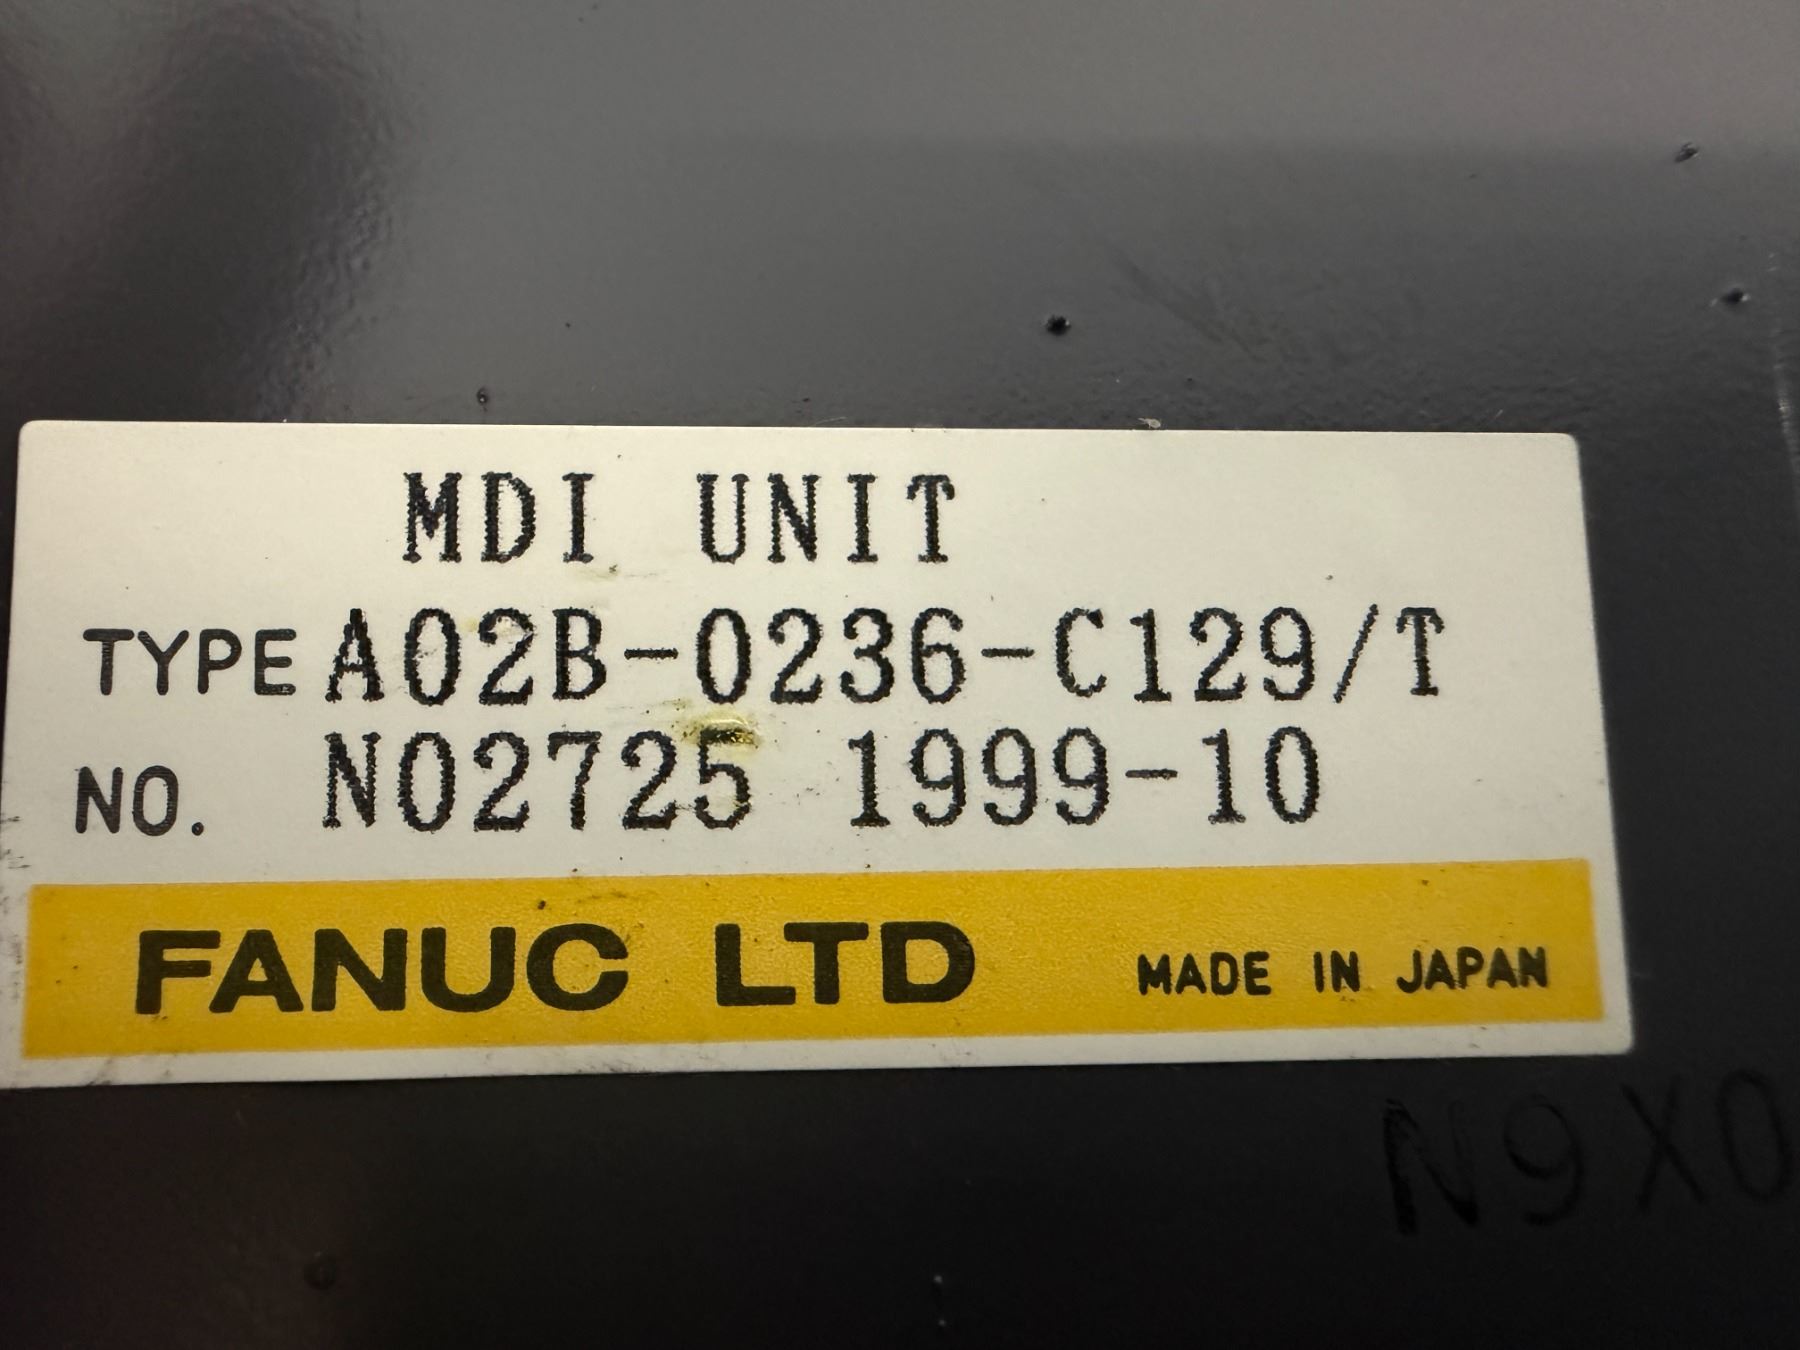 MDI UNIT
TYPE A02B-0236-C129/T
NO. N02725 1999-10
FANUC LTD MADE IN JAPAN
N9X0